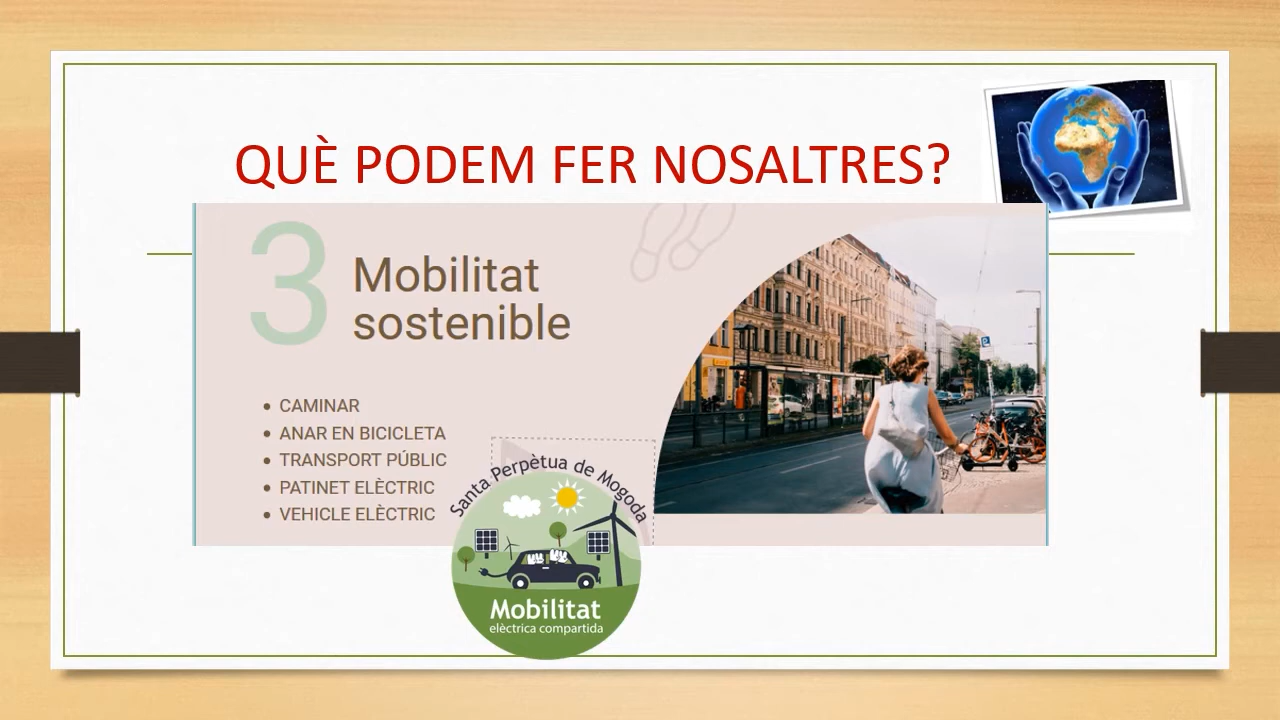 QUÈ PODEM FER NOSALTRES?
3
Mobilitat
sostenible
CAMINAR
ANAR EN BICICLETA
TRANSPORT PÚBLIC
PATINET ELÈCTRIC
VEHICLE ELÈCTRIC
Santa Perpètua de Mogoda
Mobilitat
elèctrica compartida